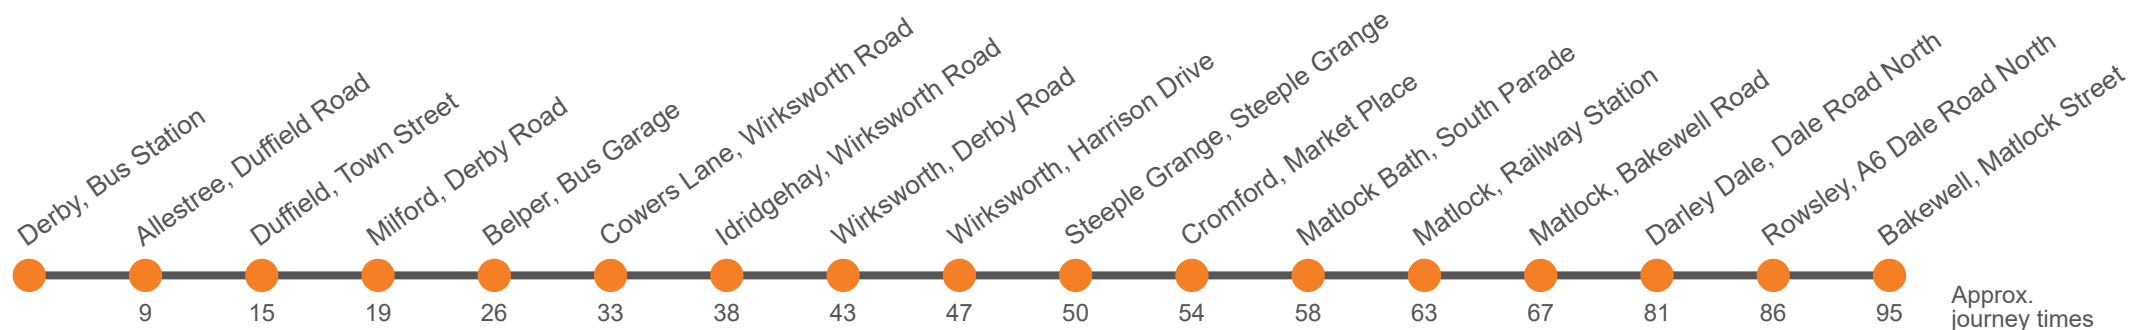 Derby, Bus Station
Allestree, Duffield Road
Duffield, Town Street
Milford, Derby Road
Belper, Bus Garage
Cowers Lane, Wirksworth Road
Idridgehay, Wirksworth Road
Wirksworth, Derby Road
Wirksworth, Harrison Drive
Steeple Grange, Steeple Grange
Cromford, Market Place
Matlock Bath, South Parade
Matlock, Railway Station
Matlock, Bakewell Road
Darley Dale, Dale Road North
Rowsley, A6 Dale Road North
Bakewell, Matlock Street
9 15 19 26 33 38 43 47 50 54 58 63 67 81 86 95
Approx.
journey times